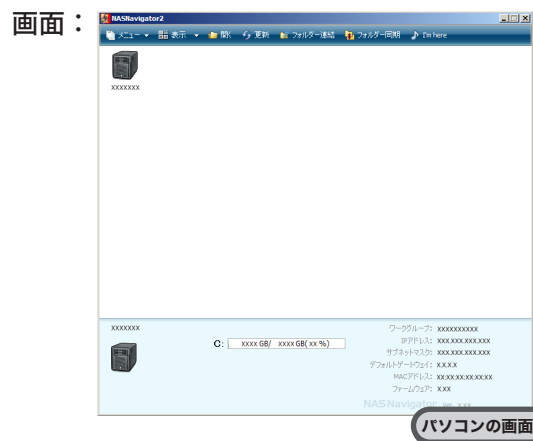 画面：
NASNavigator2
メニュー 表示 開く 更新 フォルダー連結 フォルダー同期 I'm here
xxxxxxx
xxxxxxx
C: xxxx GB/ xxxx GB( xx %)
ワークグループ: xxxxxxxxxx
IPアドレス: xxx.xxx.xxx.xxx
サブネットマスク: xxx.xxx.xxx.xxx
デフォルトゲートウェイ: x.x.x.x
MACアドレス: xx:xx:xx:xx:xx:xx
ファームウェア: x.xx
NASNavigator Ver. x.xx
パソコンの画面